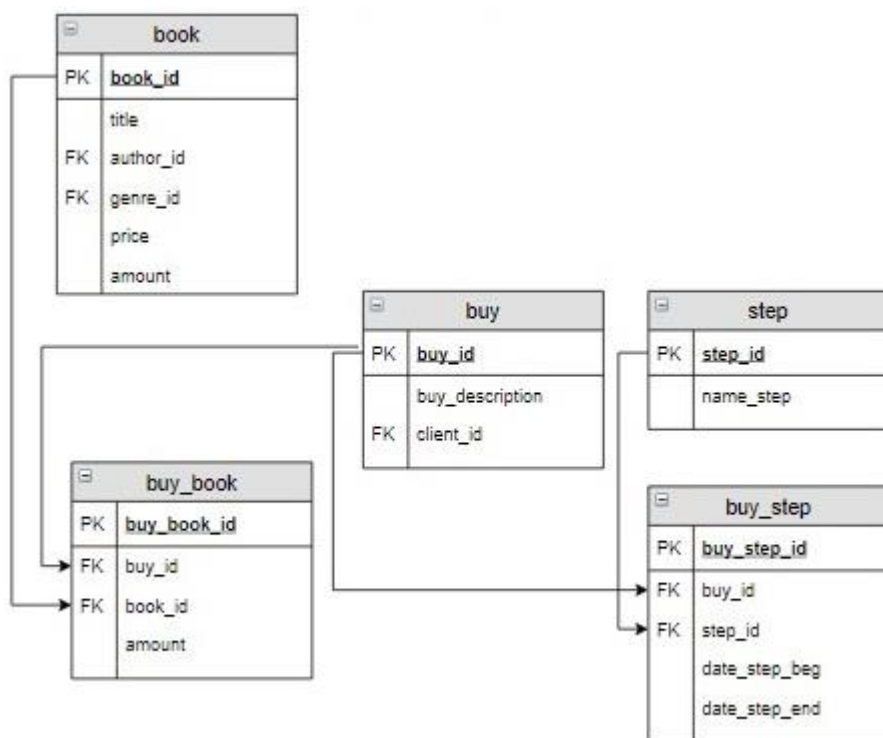 book
PK book_id
title
FK author_id
FK genre_id
price
amount
buy
PK buy_id
buy_description
FK client_id
step
PK step_id
name_step
buy_book
PK buy_book_id
FK buy_id
FK book_id
amount
buy_step
PK buy_step_id
FK buy_id
FK step_id
date_step_beg
date_step_end